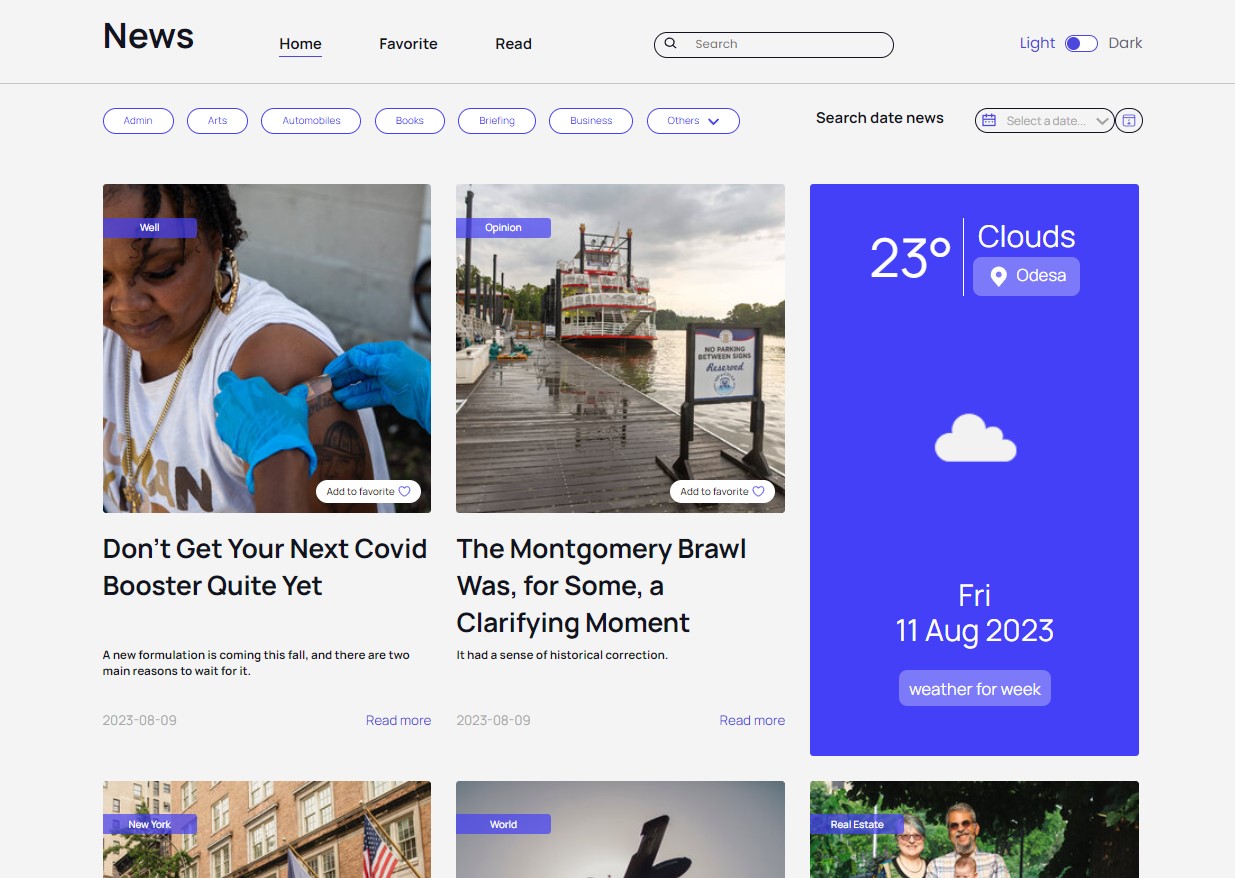 News
Home
Favorite
Read
Search
Light
Dark
Admin
Arts
Automobiles
Books
Briefing
Business
Others
Search date news
Select a date...
Well
Add to favorite
Don't Get Your Next Covid
Booster Quite Yet
A new formulation is coming this fall, and there are two
main reasons to wait for it.
2023-08-09
Read more
Opinion
NO PARKING
BETWEEN SIGNS
Reserved
Add to favorite
The Montgomery Brawl
Was, for Some, a
Clarifying Moment
It had a sense of historical correction.
2023-08-09
Read more
23°
Clouds
Odesa
Fri
11 Aug 2023
weather for week
New York
World
Real Estate